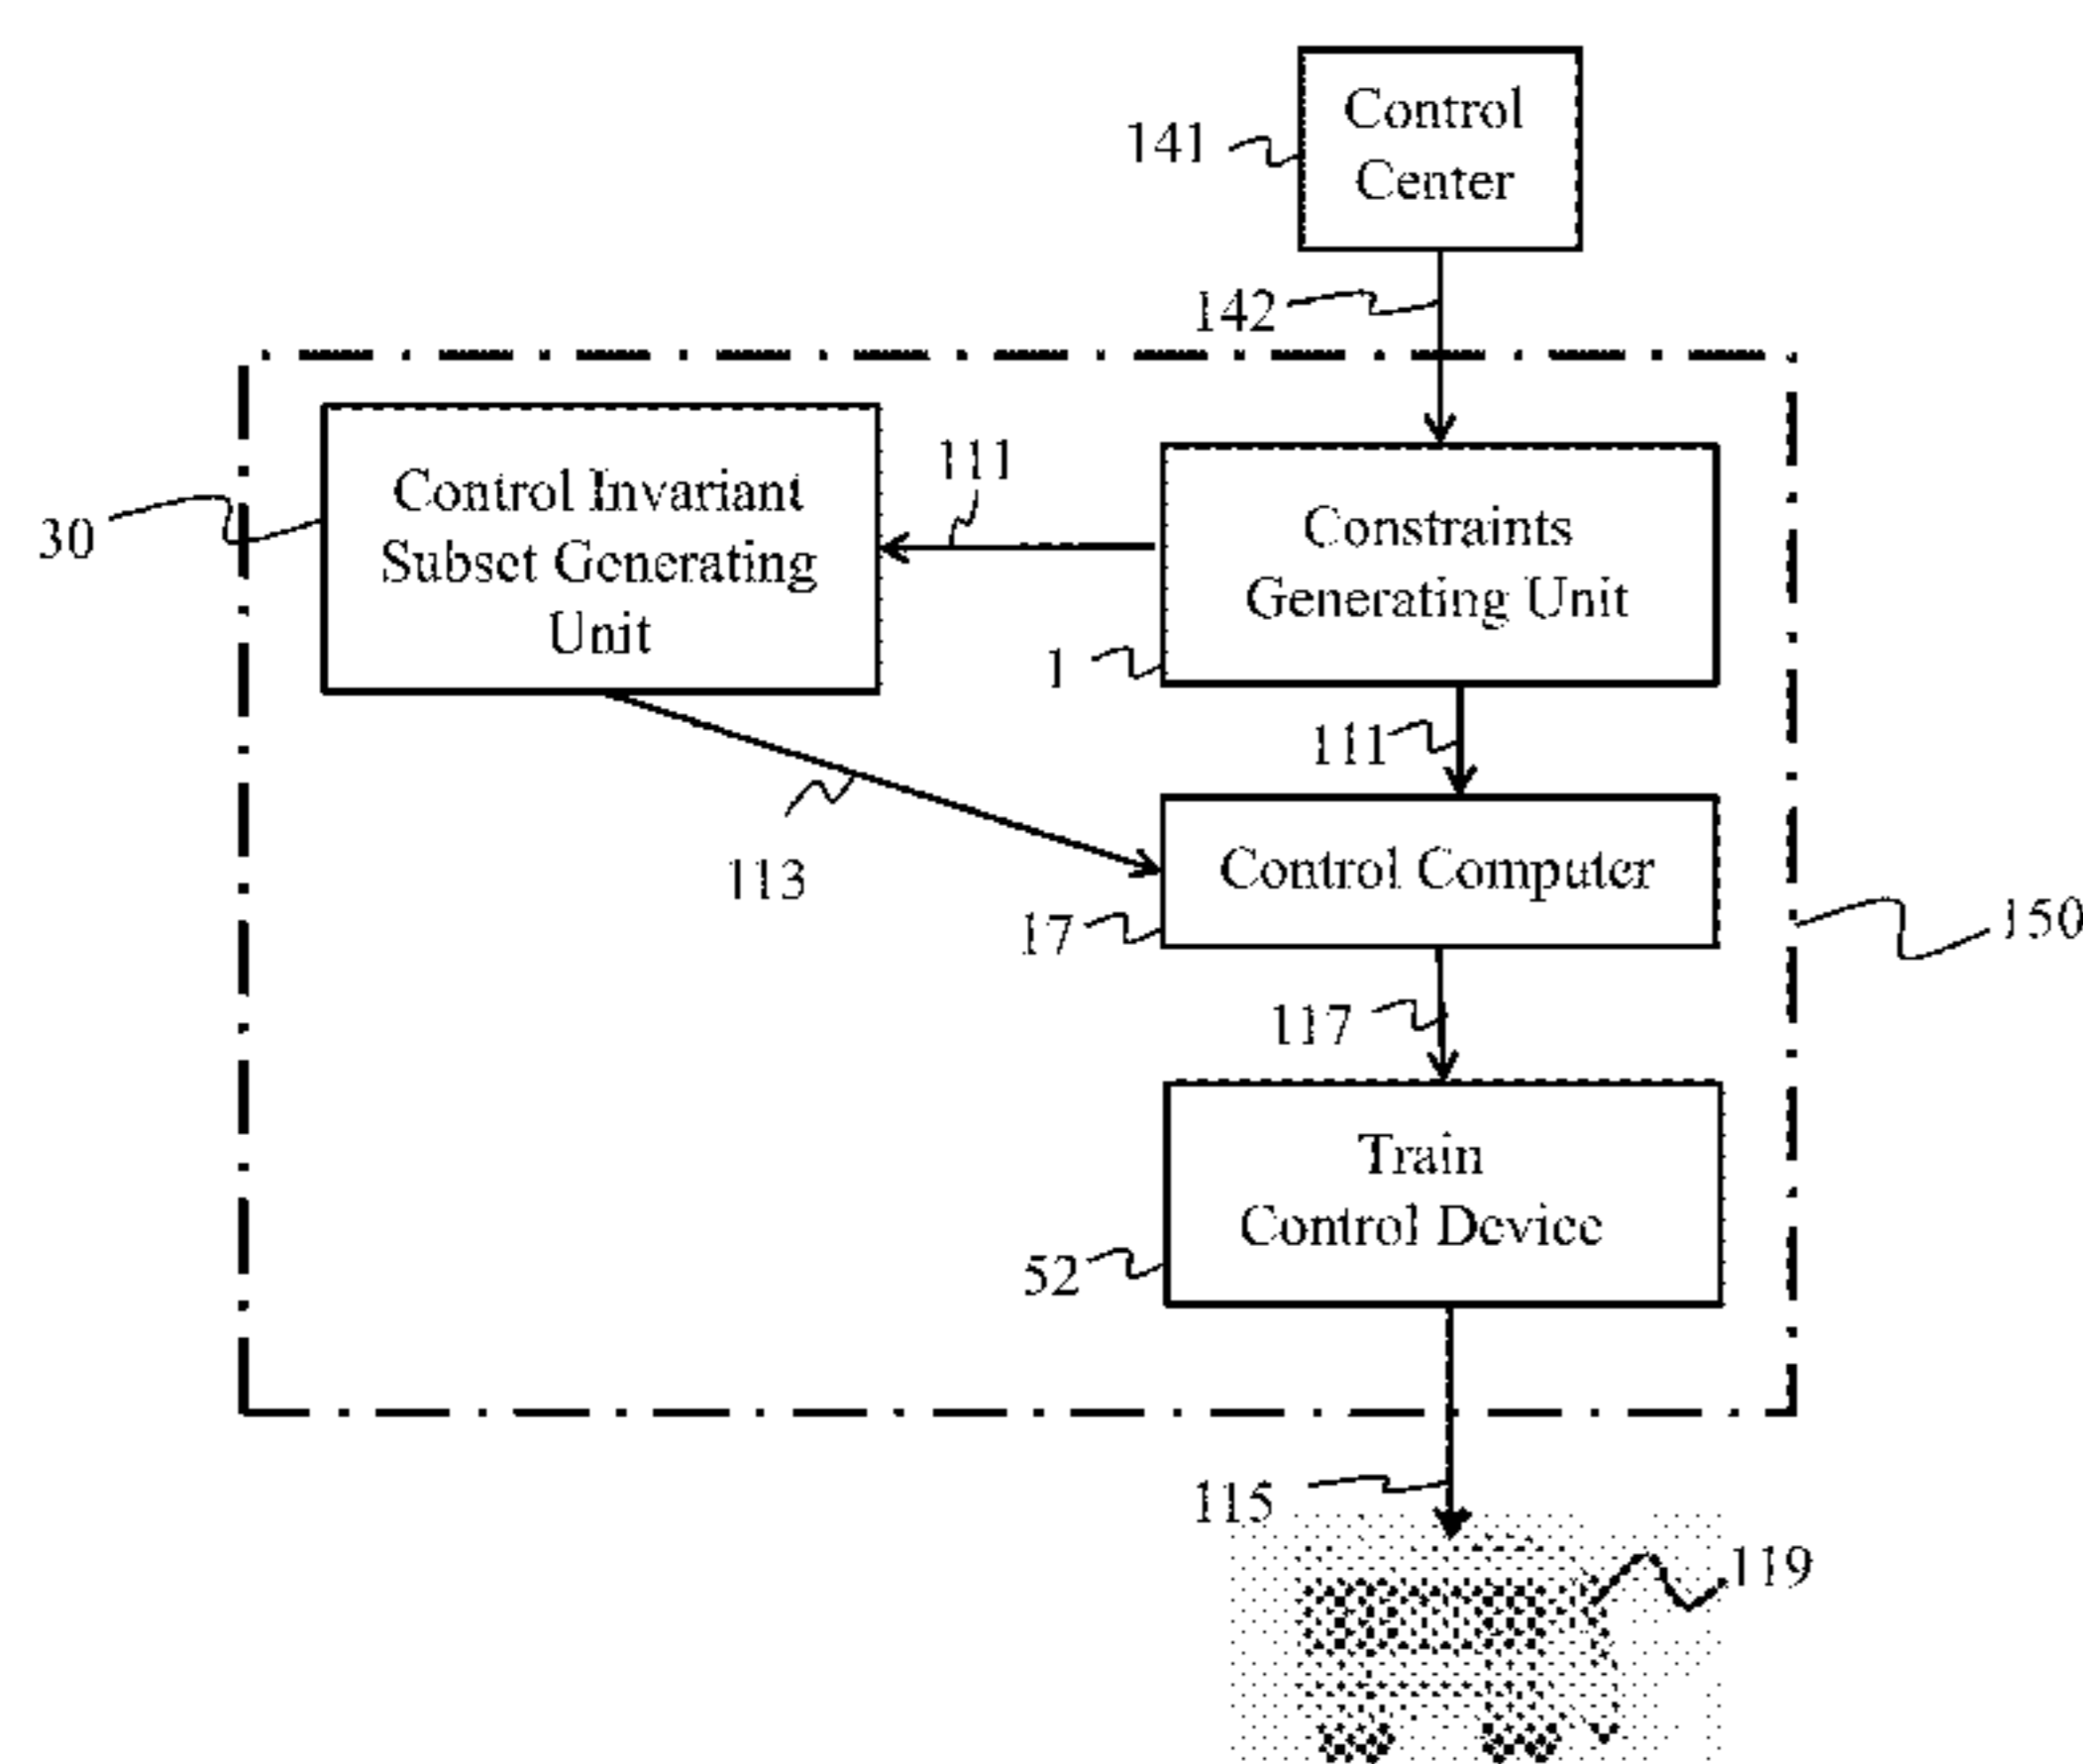 Control
Center
141
142
Control Invariant
Subset Generating
Unit
30
111
Constraints
Generating Unit
1
111
113
Control Computer
17
150
117
Train
Control Device
52
115
119